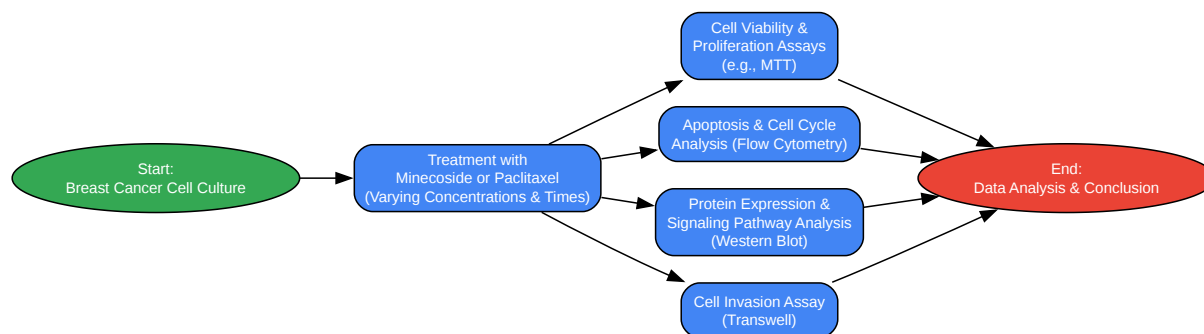 Start:
Breast Cancer Cell Culture
Treatment with
Minecoside or Paclitaxel
(Varying Concentrations & Times)
Cell Viability &
Proliferation Assays
(e.g., MTT)
Apoptosis & Cell Cycle
Analysis (Flow Cytometry)
Protein Expression &
Signaling Pathway Analysis
(Western Blot)
Cell Invasion Assay
(Transwell)
End:
Data Analysis & Conclusion